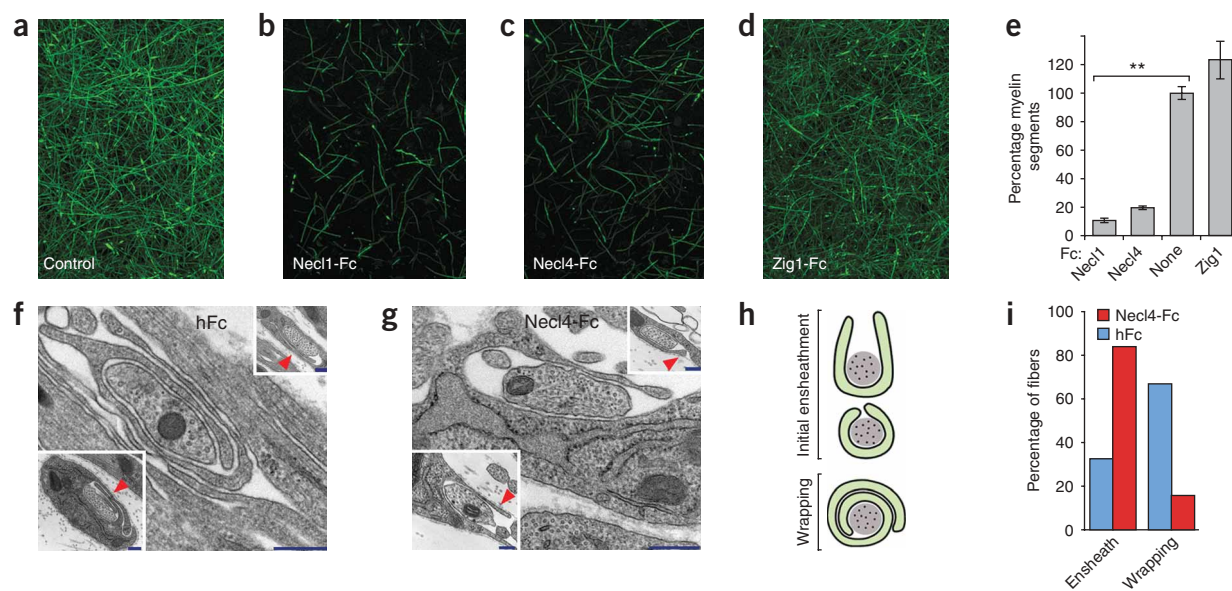 a
Control
b
Necl1-Fc
c
Necl4-Fc
d
Zig1-Fc
e
Percentage myelin
segments
120
100
80
60
40
20
0
**
Fc:
Necl1
Necl4
None
Zig1
f
hFc
g
Necl4-Fc
h
Initial ensheathment
Wrapping
i
Necl4-Fc
hFc
Percentage of fibers
100
80
60
40
20
0
Ensheath
Wrapping